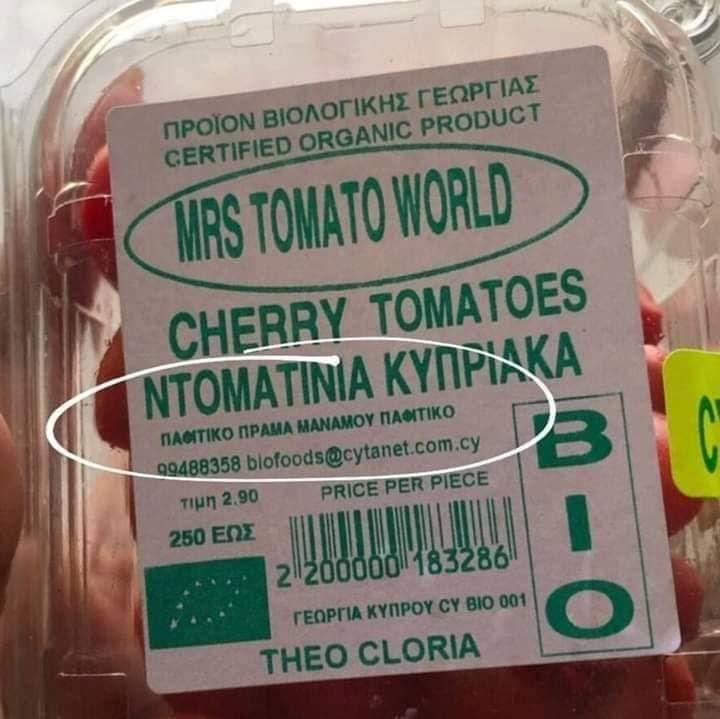 ΠΡΟΪΟΝ ΒΙΟΛΟΓΙΚΗΣ ΓΕΩΡΓΙΑΣ
CERTIFIED ORGANIC PRODUCT
MRS TOMATO WORLD
CHERRY TOMATOES
ΝΤΟΜΑΤΙΝΙΑ ΚΥΠΡΙΑΚΑ
ΠΑΦΙΤΙΚΟ ΠΡΑΜΑ ΜΑΝΑΜΟΥ ΠΑΦΙΤΙΚΟ
99488358 biofoods@cytanet.com.cy
τιμη 2.90 PRICE PER PIECE
250 ΕΩΣ
2 200000 183286
ΓΕΩΡΓΙΑ ΚΥΠΡΟΥ CY BIO 001
THEO CLORIA
BIO